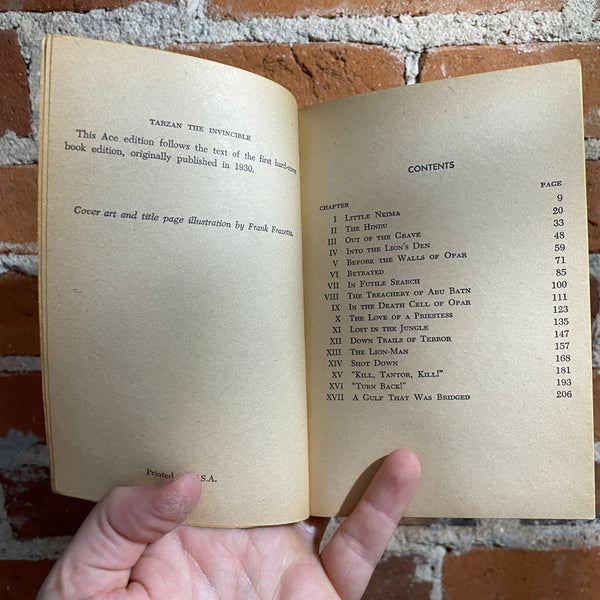 TARZAN THE INVINCIBLE
This Ace edition follows the text of the first hard-cover
book edition, originally published in 1930.
Cover art and title page illustration by Frank Frazetta.
Printed S.A.
CONTENTS
CHAPTER PAGE
I LITTLE NKIMA 9
II THE HINDU 20
III OUT OF THE GRAVE 33
IV INTO THE LION'S DEN 48
V BEFORE THE WALLS OF OPAR 59
VI BETRAYED 71
VII IN FUTILE SEARCH 85
VIII THE TREACHERY OF ABU BATN 100
IX IN THE DEATH CELL OF OPAR 111
X THE LOVE OF A PRIESTESS 123
XI LOST IN THE JUNGLE 135
XII DOWN TRAILS OF TERROR 147
XIII THE LION-MAN 157
XIV SHOT DOWN 168
XV "KILL, TANTOR, KILL!" 181
XVI "TURN BACK!" 193
XVII A GULF THAT WAS BRIDGED 206